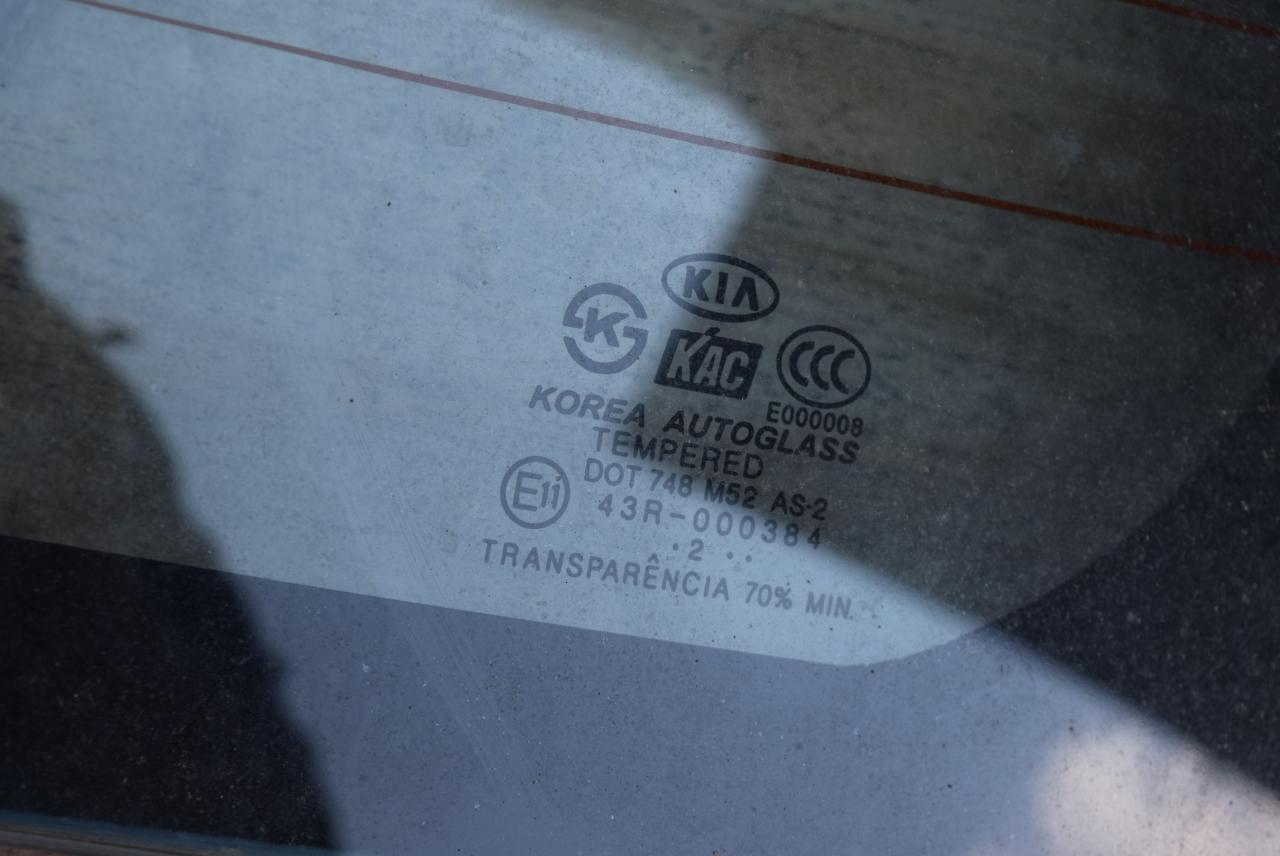 KIA
K
KAC
CCC
E000008
KOREA AUTOGLASS
TEMPERED
DOT 748 M52 AS-2
E11
43R-000384
. 2 ..
TRANSPARÊNCIA 70% MIN.